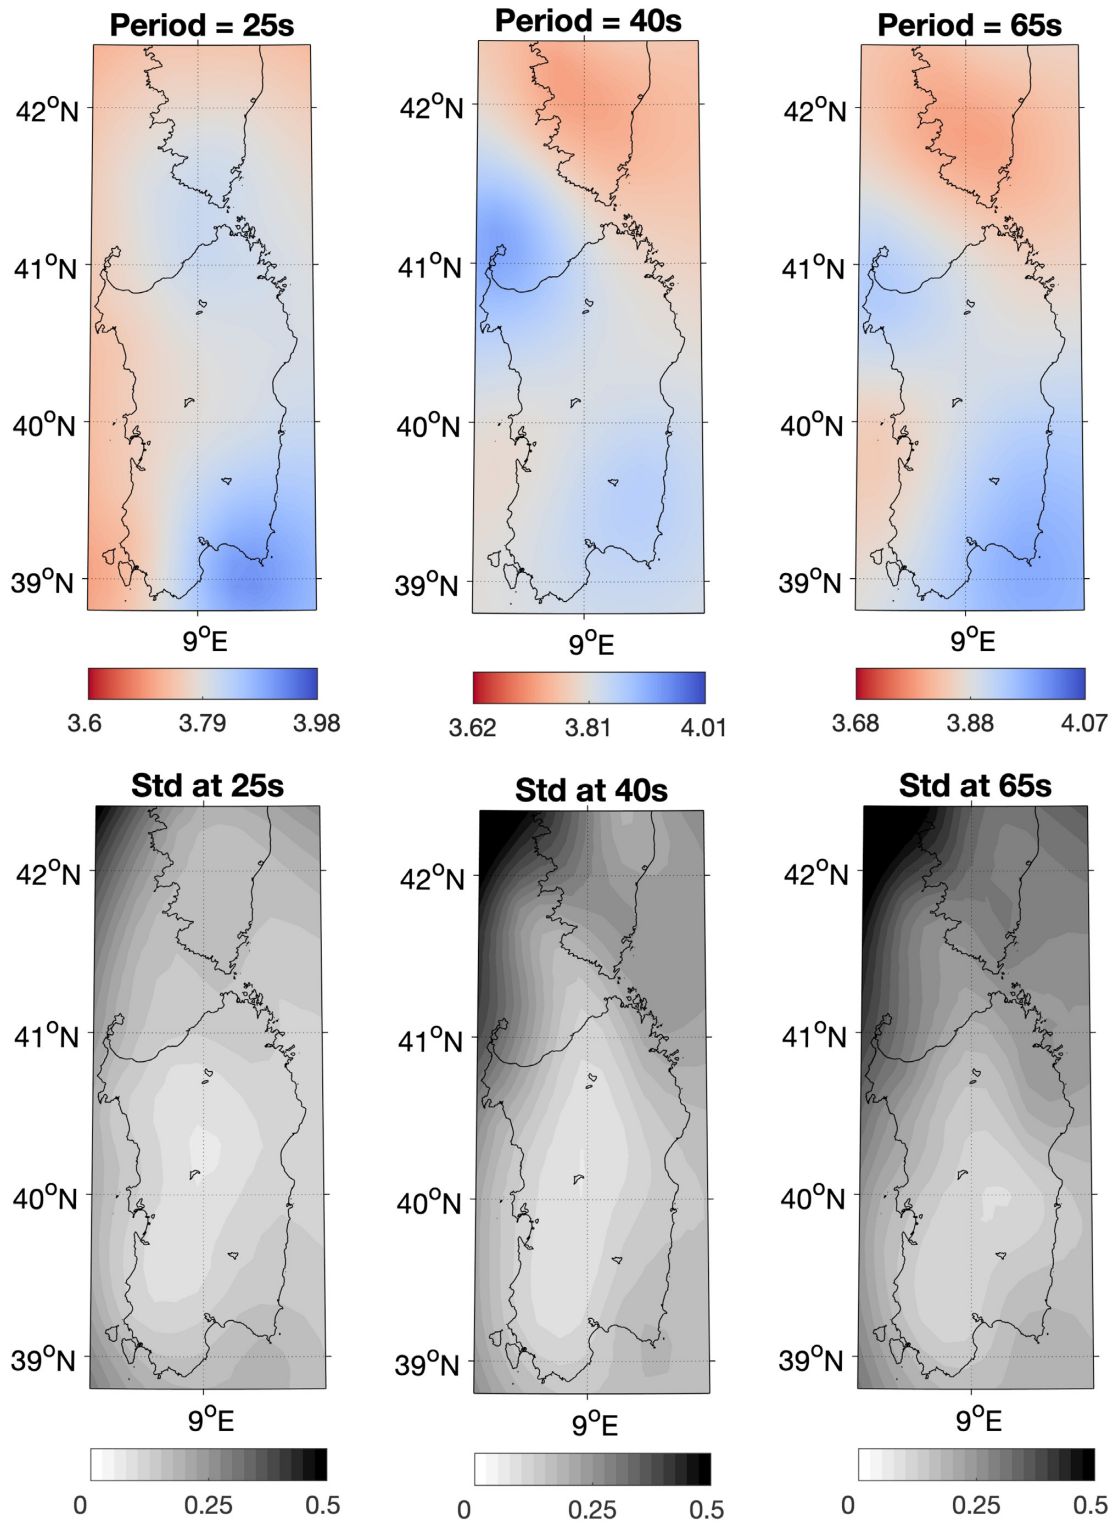 Period = 25s
Period = 40s
Period = 65s
42°N
42°N
42°N
41°N
41°N
41°N
40°N
40°N
40°N
39°N
39°N
39°N
9°E
9°E
9°E
3.6 3.79 3.98
3.62 3.81 4.01
3.68 3.88 4.07
Std at 25s
Std at 40s
Std at 65s
42°N
42°N
42°N
41°N
41°N
41°N
40°N
40°N
40°N
39°N
39°N
39°N
9°E
9°E
9°E
0 0.25 0.5
0 0.25 0.5
0 0.25 0.5